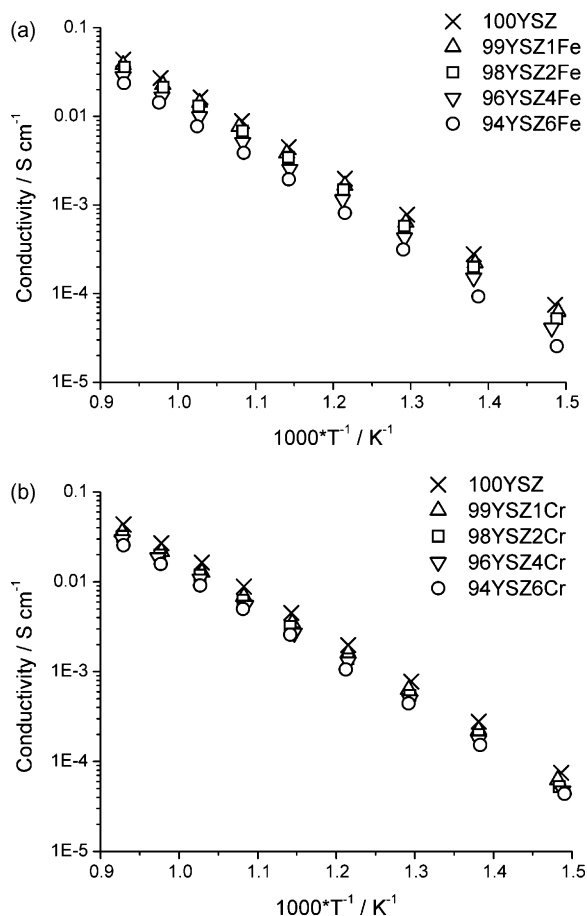 (a)
100YSZ
99YSZ1Fe
98YSZ2Fe
96YSZ4Fe
94YSZ6Fe
Conductivity / S cm⁻¹
0.1
0.01
1E-3
1E-4
1E-5
0.9 1.0 1.1 1.2 1.3 1.4 1.5
1000*T⁻¹ / K⁻¹
(b)
100YSZ
99YSZ1Cr
98YSZ2Cr
96YSZ4Cr
94YSZ6Cr
Conductivity / S cm⁻¹
0.1
0.01
1E-3
1E-4
1E-5
0.9 1.0 1.1 1.2 1.3 1.4 1.5
1000*T⁻¹ / K⁻¹